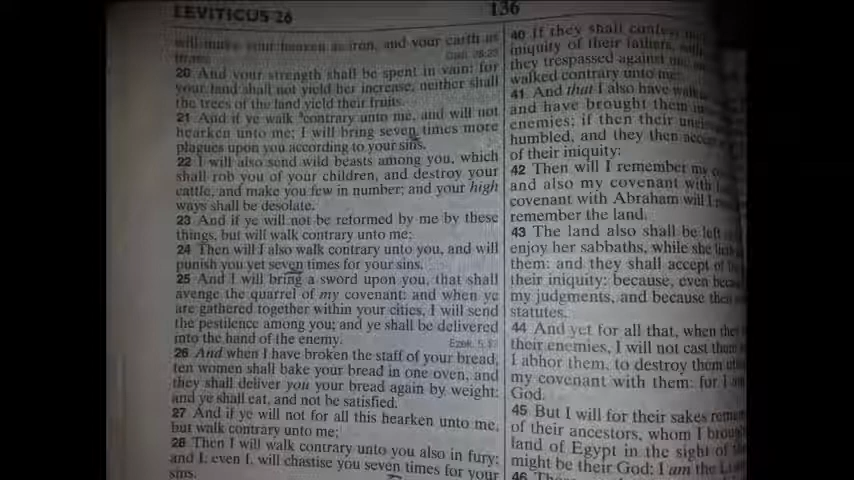 LEVITICUS 26
136
will make your heaven as iron, and your earth as
brass.
20 And your strength shall be spent in vain: for
your land shall not yield her increase, neither shall
the trees of the land yield their fruits.
21 And if ye walk contrary unto me, and will not
hearken unto me; I will bring seven times more
plagues upon you according to your sins.
22 I will also send wild beasts among you, which
shall rob you of your children, and destroy your
cattle, and make you few in number; and your high
ways shall be desolate.
23 And if ye will not be reformed by me by these
things, but will walk contrary unto me;
24 Then will I also walk contrary unto you, and will
punish you yet seven times for your sins.
25 And I will bring a sword upon you, that shall
avenge the quarrel of my covenant: and when ye
are gathered together within your cities, I will send
the pestilence among you; and ye shall be delivered
into the hand of the enemy.
Ezek. 5.17
26 And when I have broken the staff of your bread,
ten women shall bake your bread in one oven, and
they shall deliver you your bread again by weight:
and ye shall eat, and not be satisfied.
27 And if ye will not for all this hearken unto me,
but walk contrary unto me;
28 Then I will walk contrary unto you also in fury;
and I, even I, will chastise you seven times for your
sins.
40 If they shall confess
iniquity of their fathers,
they trespassed against
walked contrary unto me;
41 And that I also have
and have brought them
enemies; if then their
humbled, and they then
of their iniquity:
42 Then will I remember my
and also my covenant with
covenant with Abraham will I
remember the land.
43 The land also shall be left
enjoy her sabbaths, while she
them: and they shall accept of
their iniquity: because, even
my judgments, and because
statutes.
44 And yet for all that, when
their enemies, I will not cast
I abhor them, to destroy them
my covenant with them: for I am
God.
45 But I will for their sakes
of their ancestors, whom I
land of Egypt in the sight of
might be their God: I am the
46